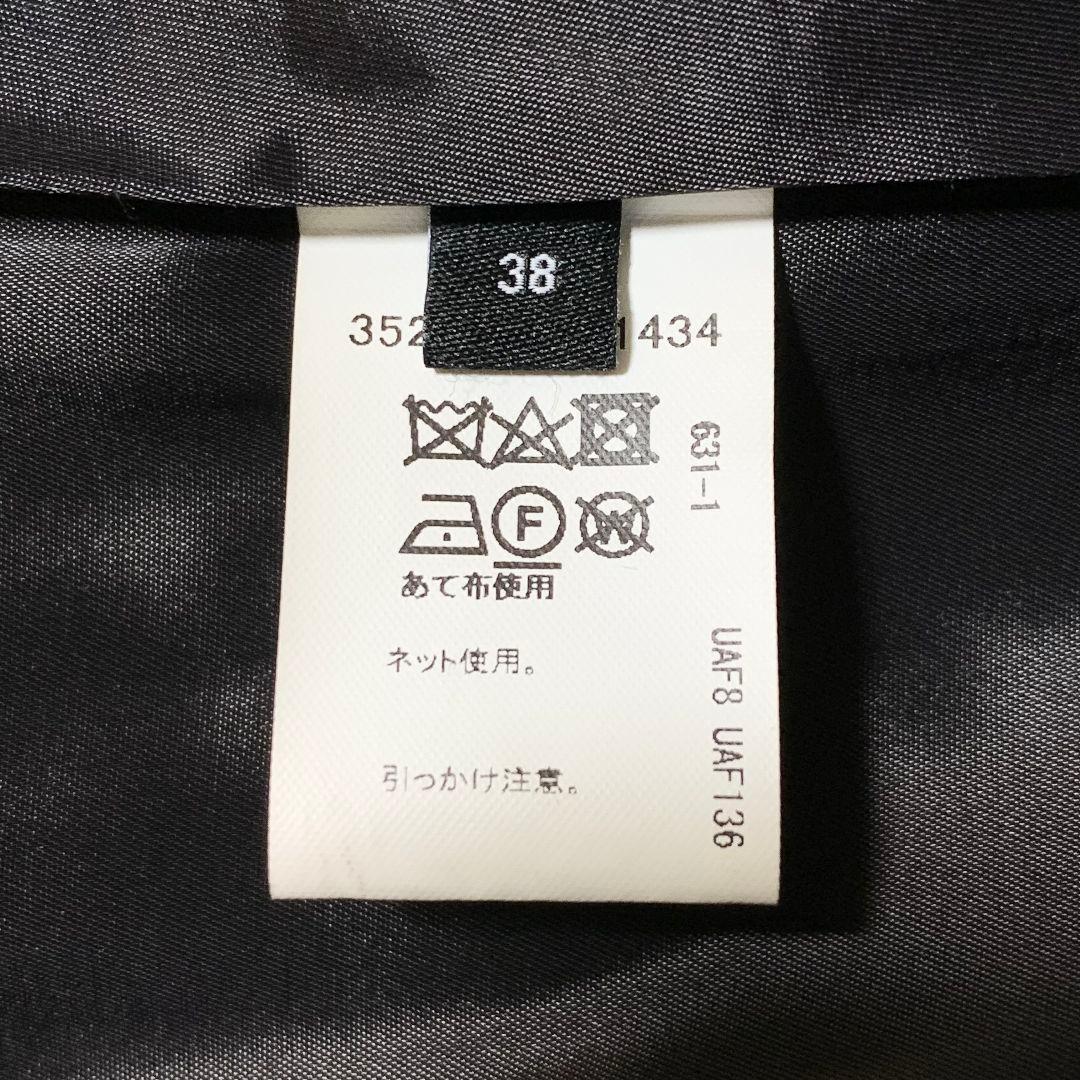 38
352 1434
631-1
F
W
あて布使用
ネット使用。
引っかけ注意。
UAF8 UAF136